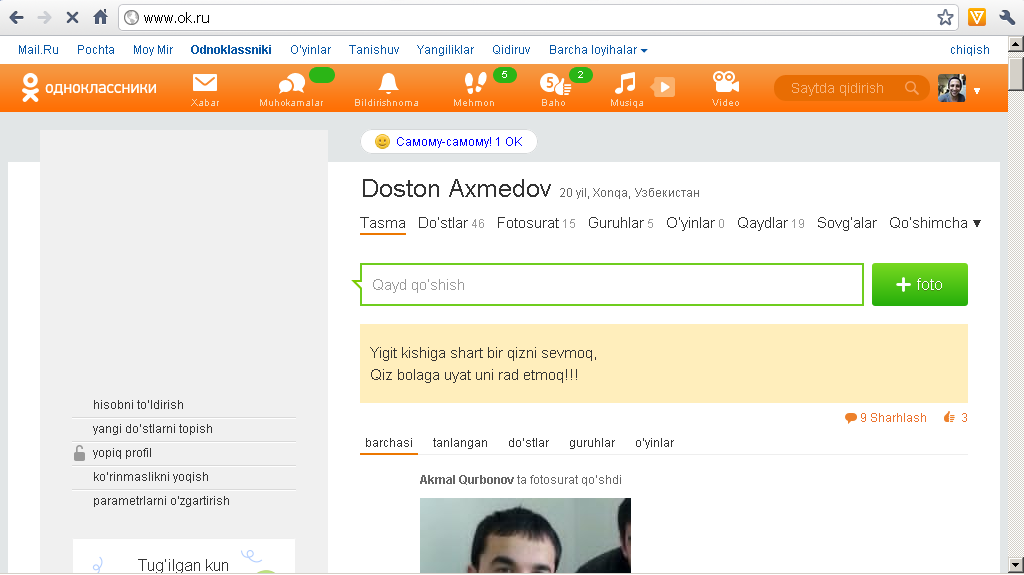 www.ok.ru
Mail.Ru Pochta Moy Mir Odnoklassniki O'yinlar Tanishuv Yangiliklar Qidiruv Barcha loyihalar chiqish
одноклассники
5 2
Xabar Muhokamalar Bildirishnoma Mehmon Baho Musiqa Video
Saytda qidirish
Самому-самому! 1 ОК
Doston Axmedov 20 yil, Xonqa, Узбекистан
Tasma Do'stlar 46 Fotosurat 15 Guruhlar 5 O'yinlar 0 Qaydlar 19 Sovg'alar Qo'shimcha
Qayd qo'shish
+ foto
Yigit kishiga shart bir qizni sevmoq,
Qiz bolaga uyat uni rad etmoq!!!
9 Sharhlash 3
hisobni to'ldirish
yangi do'stlarni topish
yopiq profil
ko'rinmaslikni yoqish
parametrlarni o'zgartirish
Tug'ilgan kun
barchasi tanlangan do'stlar guruhlar o'yinlar
Akmal Qurbonov ta fotosurat qo'shdi